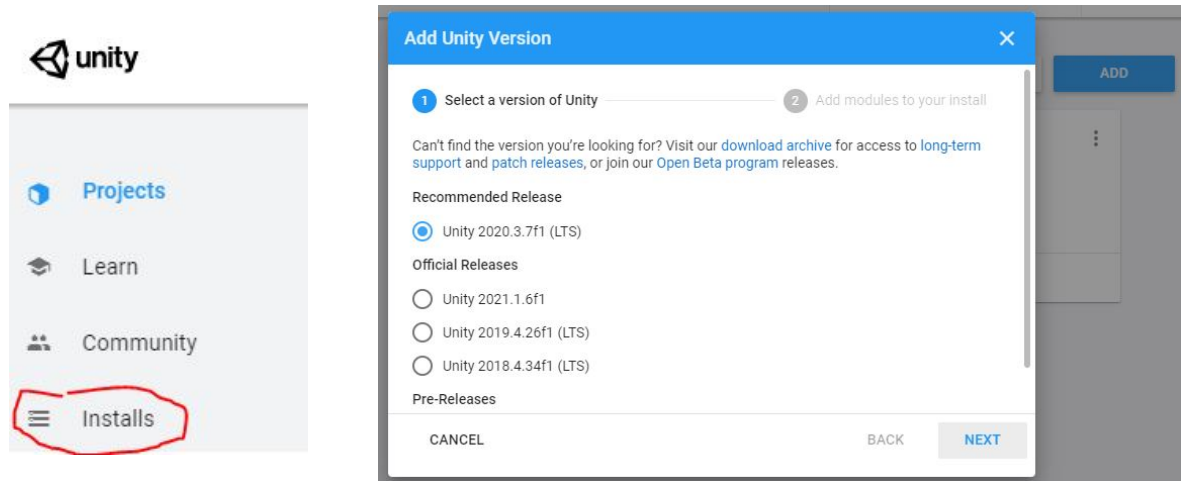 unity
Projects
Learn
Community
Installs
Add Unity Version
ADD
1 Select a version of Unity
2 Add modules to your install
Can't find the version you're looking for? Visit our download archive for access to long-term
support and patch releases, or join our Open Beta program releases.
Recommended Release
Unity 2020.3.7f1 (LTS)
Official Releases
Unity 2021.1.6f1
Unity 2019.4.26f1 (LTS)
Unity 2018.4.34f1 (LTS)
Pre-Releases
CANCEL
BACK
NEXT